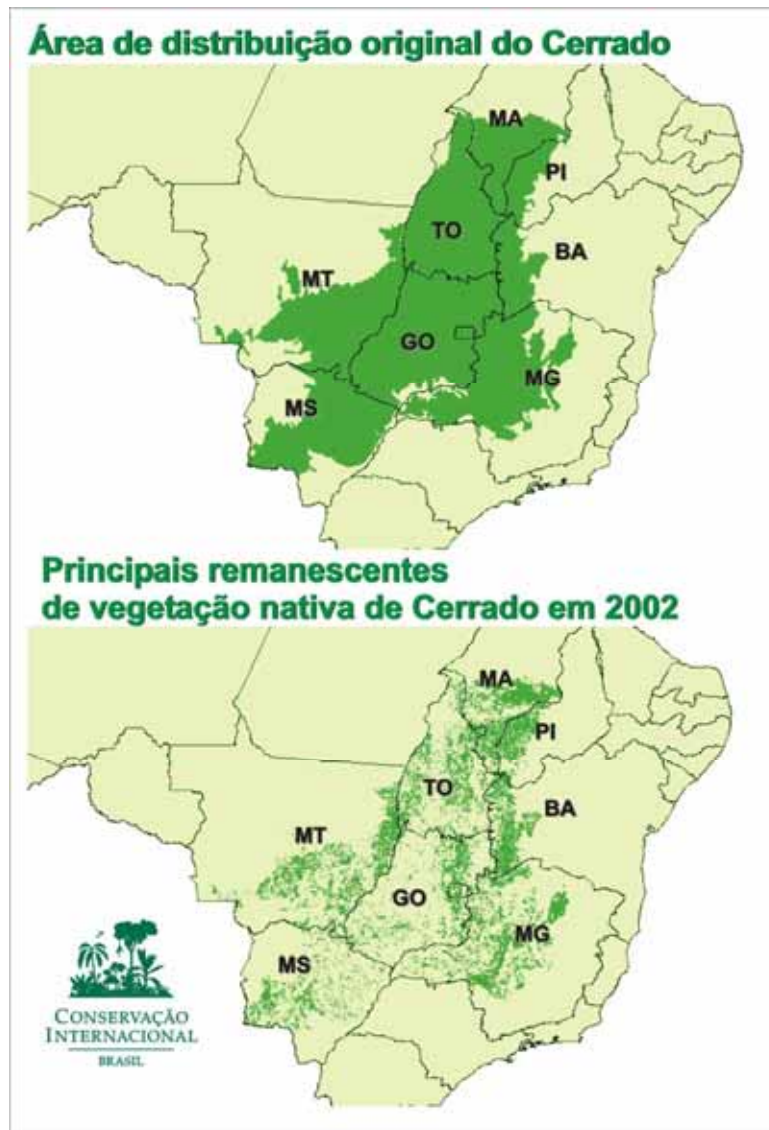 Área de distribuição original do Cerrado
MA
PI
TO
BA
MT
GO
MG
MS
Principais remanescentes
de vegetação nativa de Cerrado em 2002
MA
PI
TO
BA
MT
GO
MG
MS
CONSERVAÇÃO
INTERNACIONAL
BRASIL